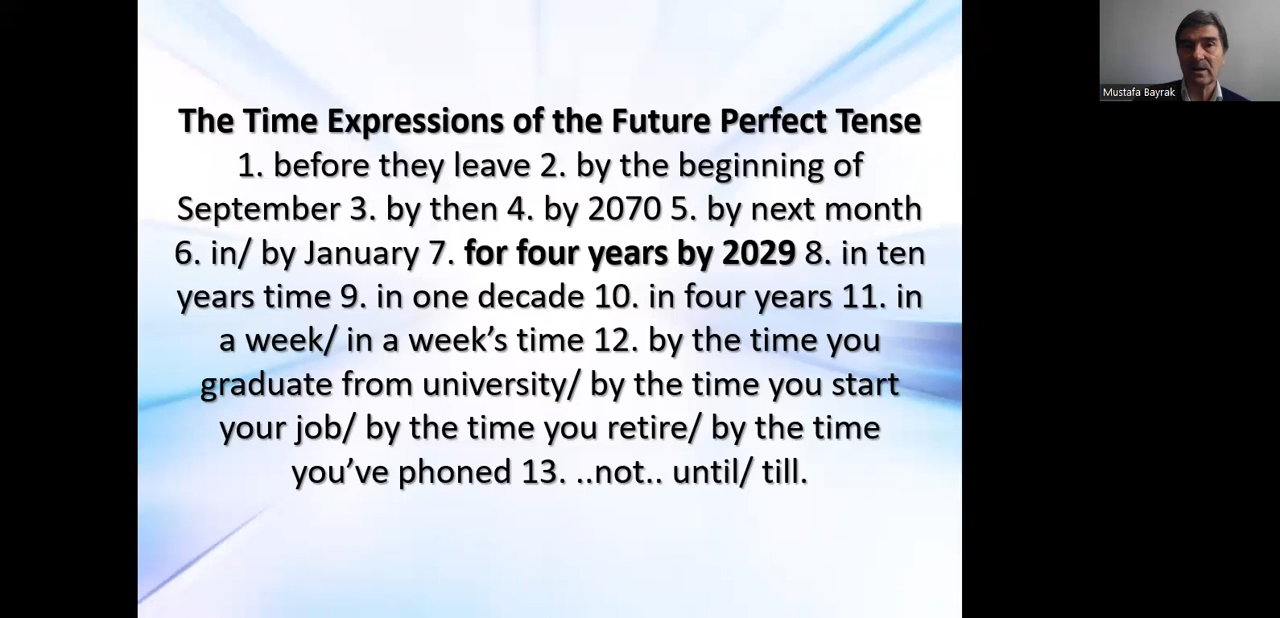 The Time Expressions of the Future Perfect Tense
1. before they leave 2. by the beginning of
September 3. by then 4. by 2070 5. by next month
6. in/ by January 7. for four years by 2029 8. in ten
years time 9. in one decade 10. in four years 11. in
a week/ in a week’s time 12. by the time you
graduate from university/ by the time you start
your job/ by the time you retire/ by the time
you’ve phoned 13. ..not.. until/ till.
Mustafa Bayrak